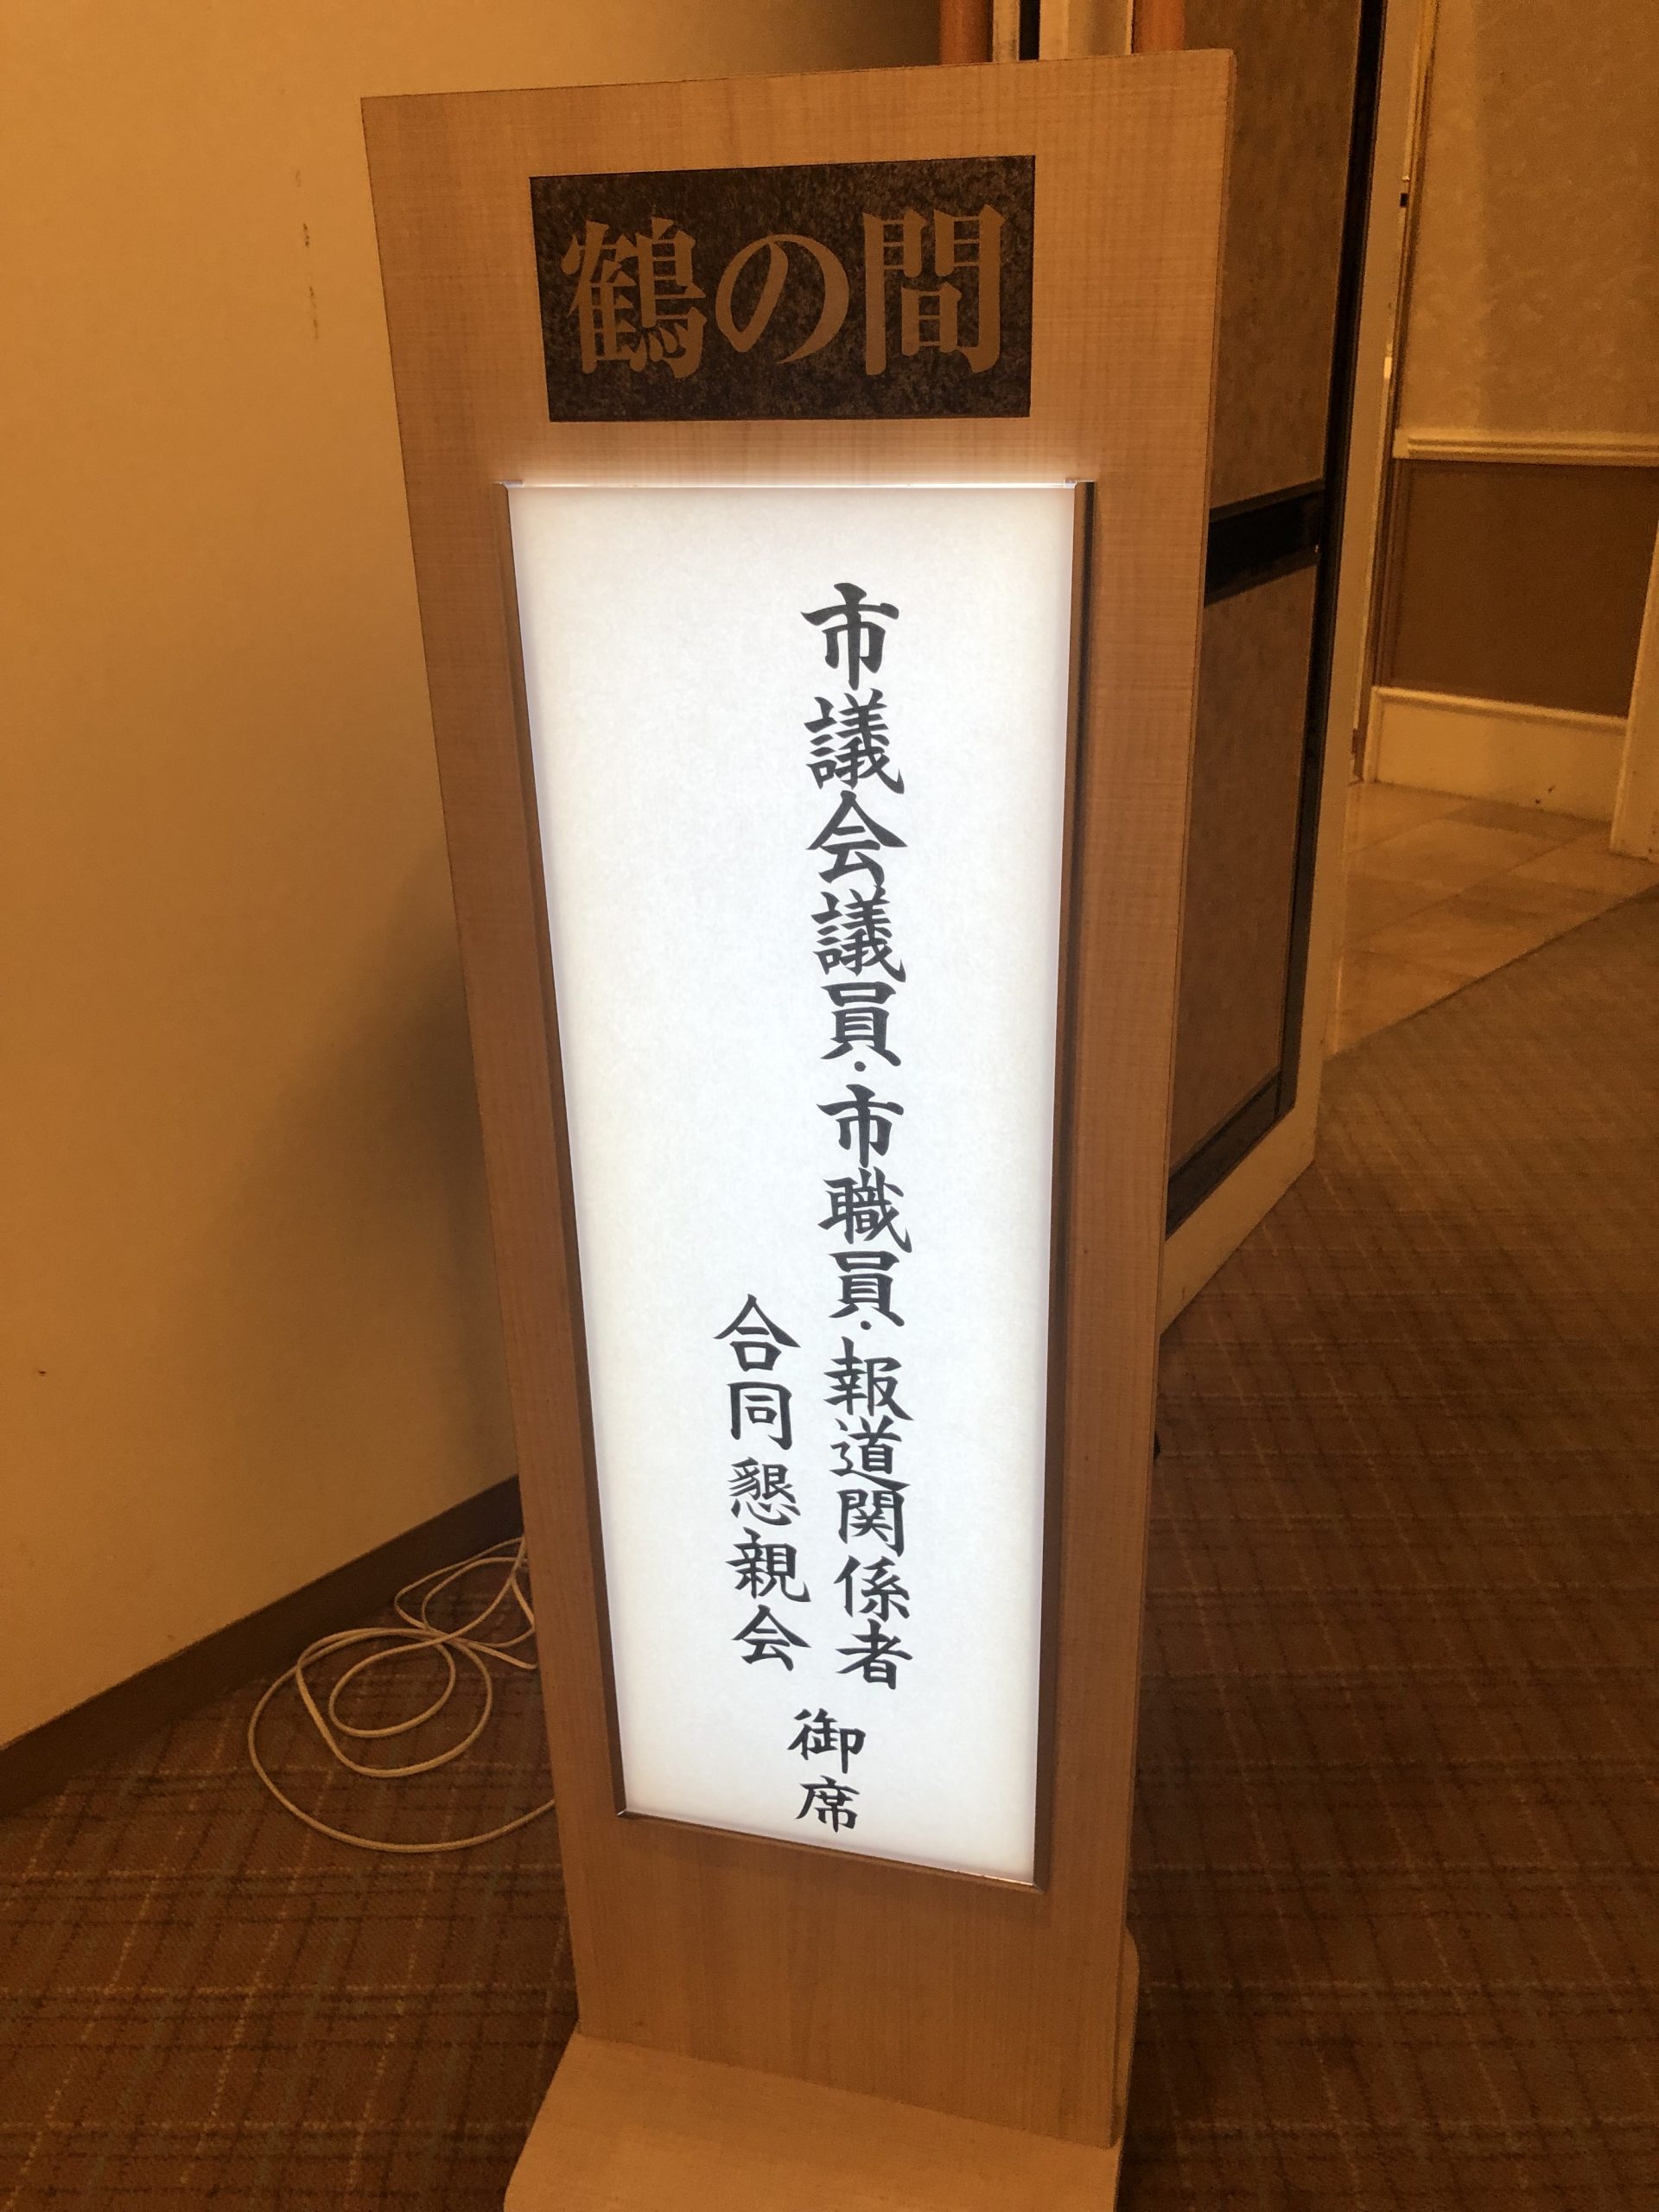 鶴の間
市議会議員・市職員・報道関係者
合同懇親会
御席